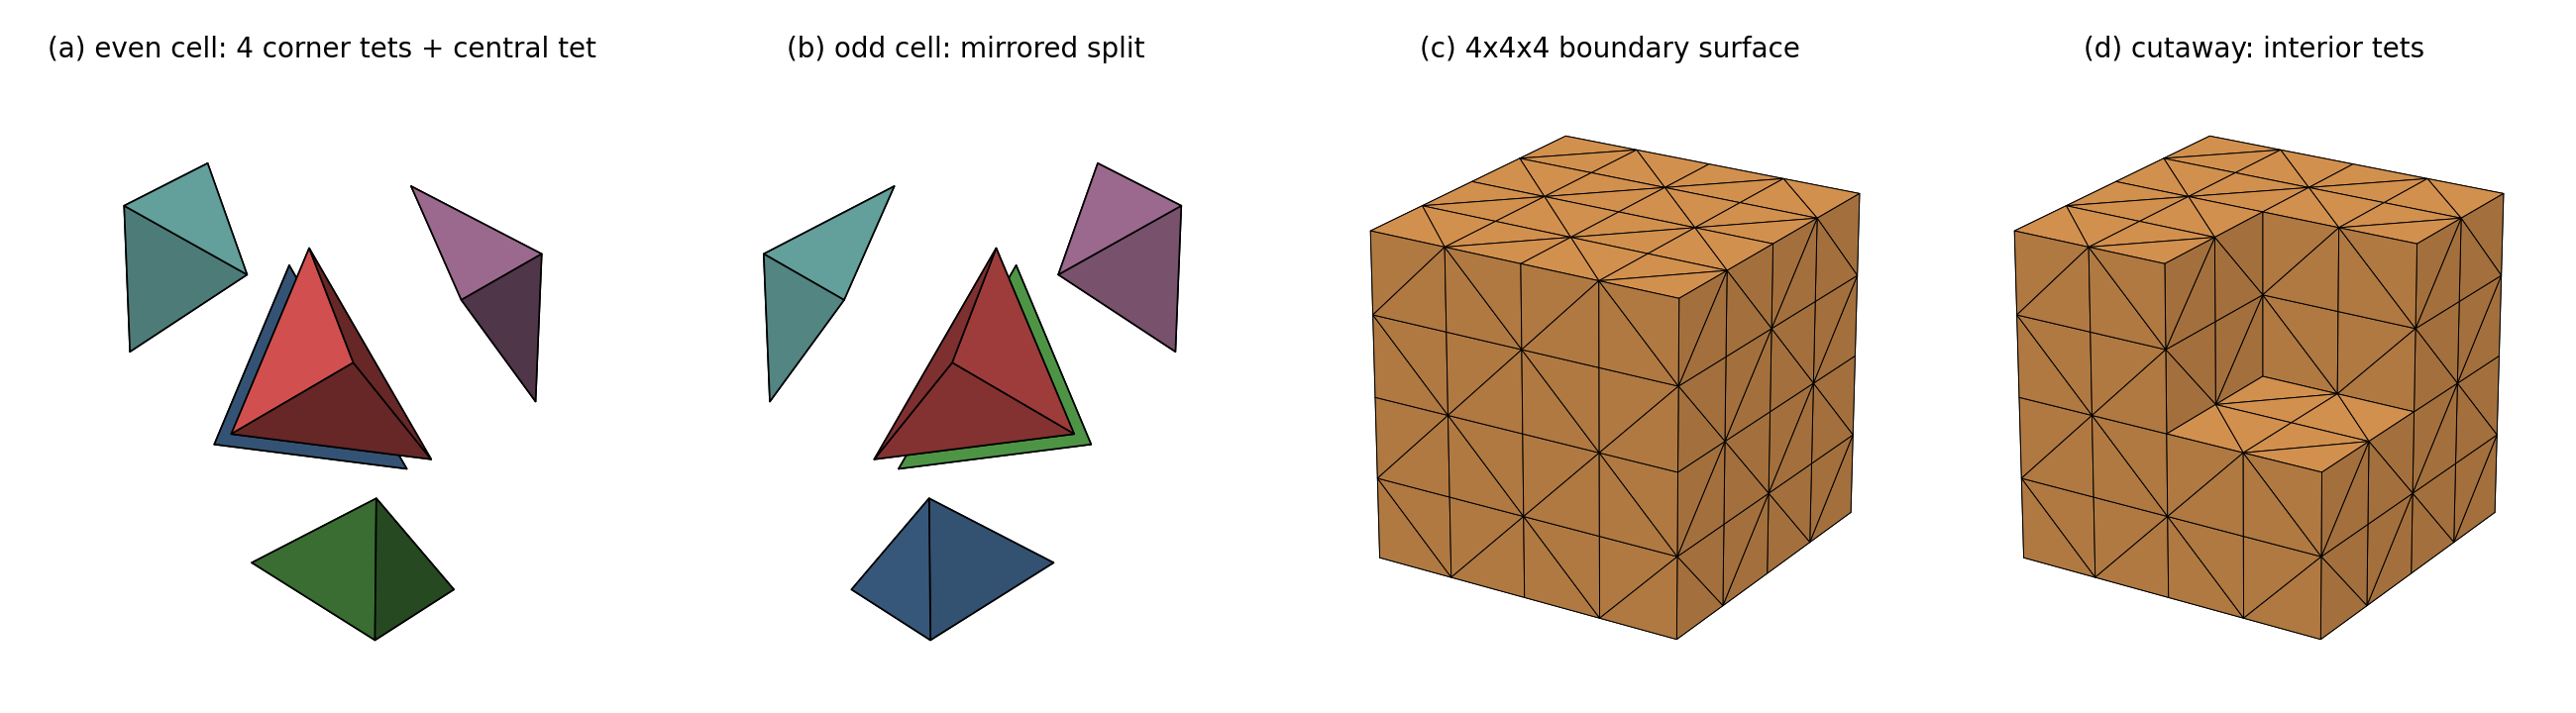 (a) even cell: 4 corner tets + central tet
(b) odd cell: mirrored split
(c) 4x4x4 boundary surface
(d) cutaway: interior tets